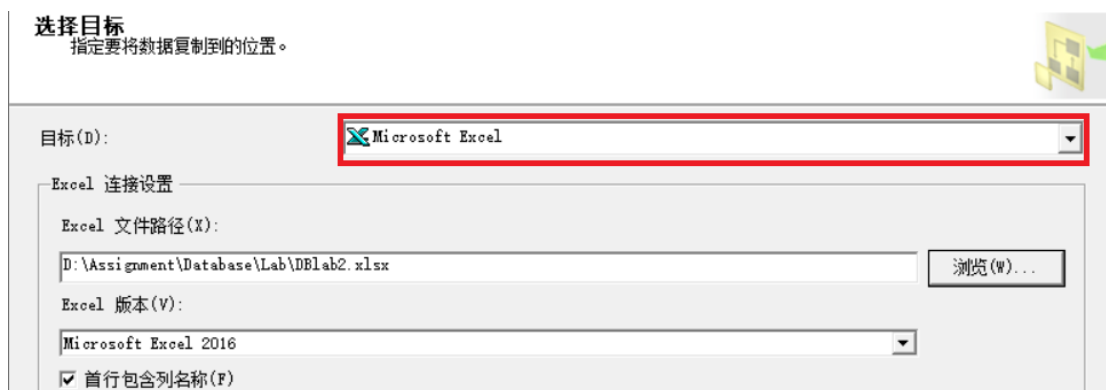 选择目标
指定要将数据复制到的位置。
目标(D):
Microsoft Excel
Excel 连接设置
Excel 文件路径(X):
D:\Assignment\Database\Lab\DBlab2.xlsx
浏览(W)...
Excel 版本(V):
Microsoft Excel 2016
首行包含列名称(F)